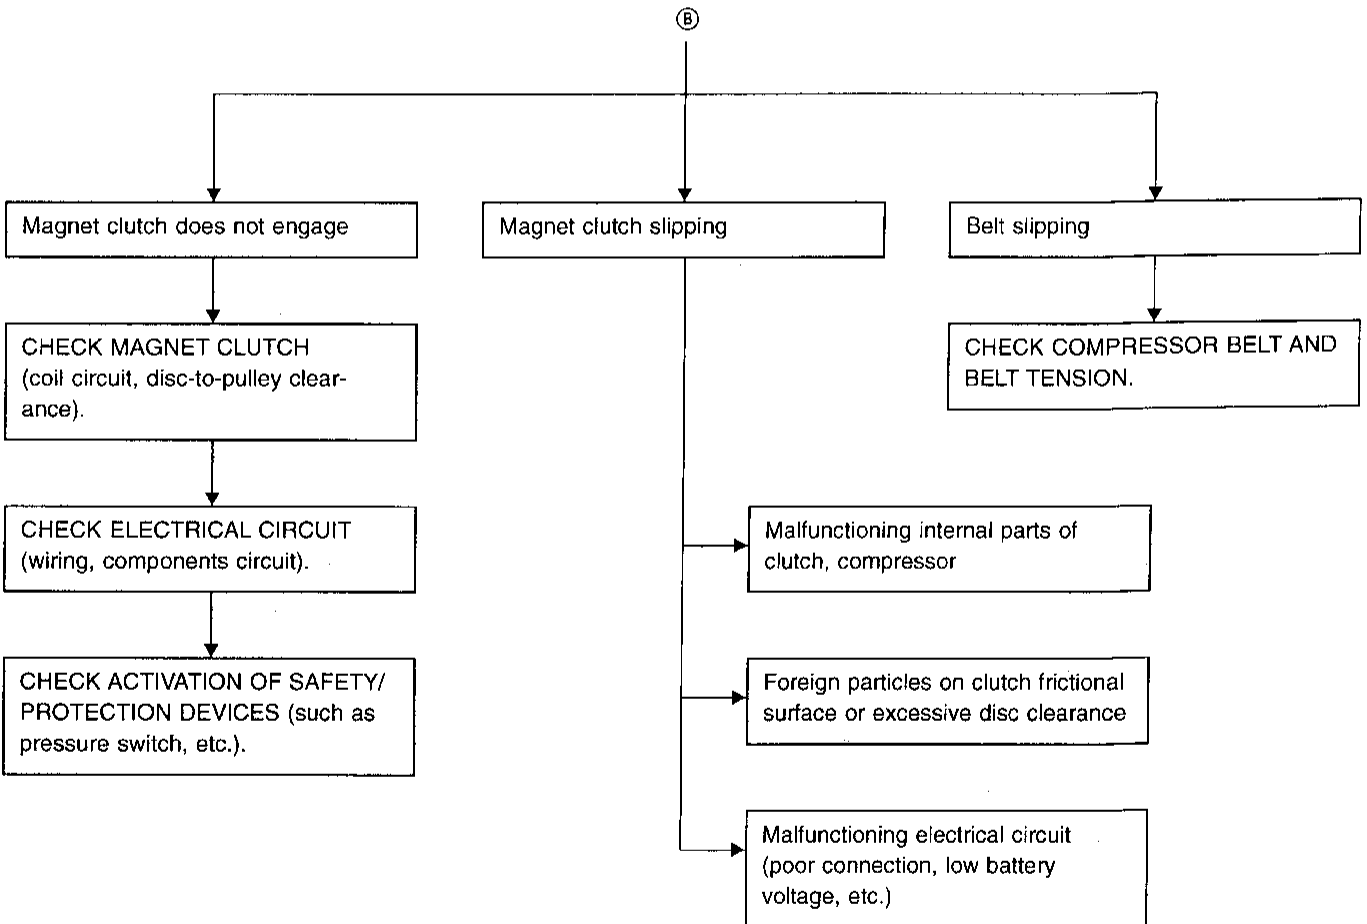 B
Magnet clutch does not engage
Magnet clutch slipping
Belt slipping
CHECK MAGNET CLUTCH
(coil circuit, disc-to-pulley clear-
ance).
CHECK COMPRESSOR BELT AND
BELT TENSION.
CHECK ELECTRICAL CIRCUIT
(wiring, components circuit).
Malfunctioning internal parts of
clutch, compressor
CHECK ACTIVATION OF SAFETY/
PROTECTION DEVICES (such as
pressure switch, etc.).
Foreign particles on clutch frictional
surface or excessive disc clearance
Malfunctioning electrical circuit
(poor connection, low battery
voltage, etc.)